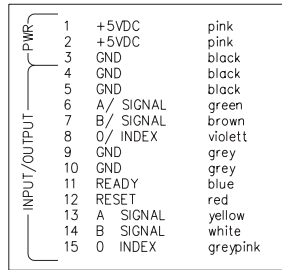 PWR
INPUT/OUTPUT
1 +5VDC pink
2 +5VDC pink
3 GND black
4 GND black
5 GND black
6 A/ SIGNAL green
7 B/ SIGNAL brown
8 0/ INDEX violett
9 GND grey
10 GND grey
11 READY blue
12 RESET red
13 A SIGNAL yellow
14 B SIGNAL white
15 0 INDEX greypink